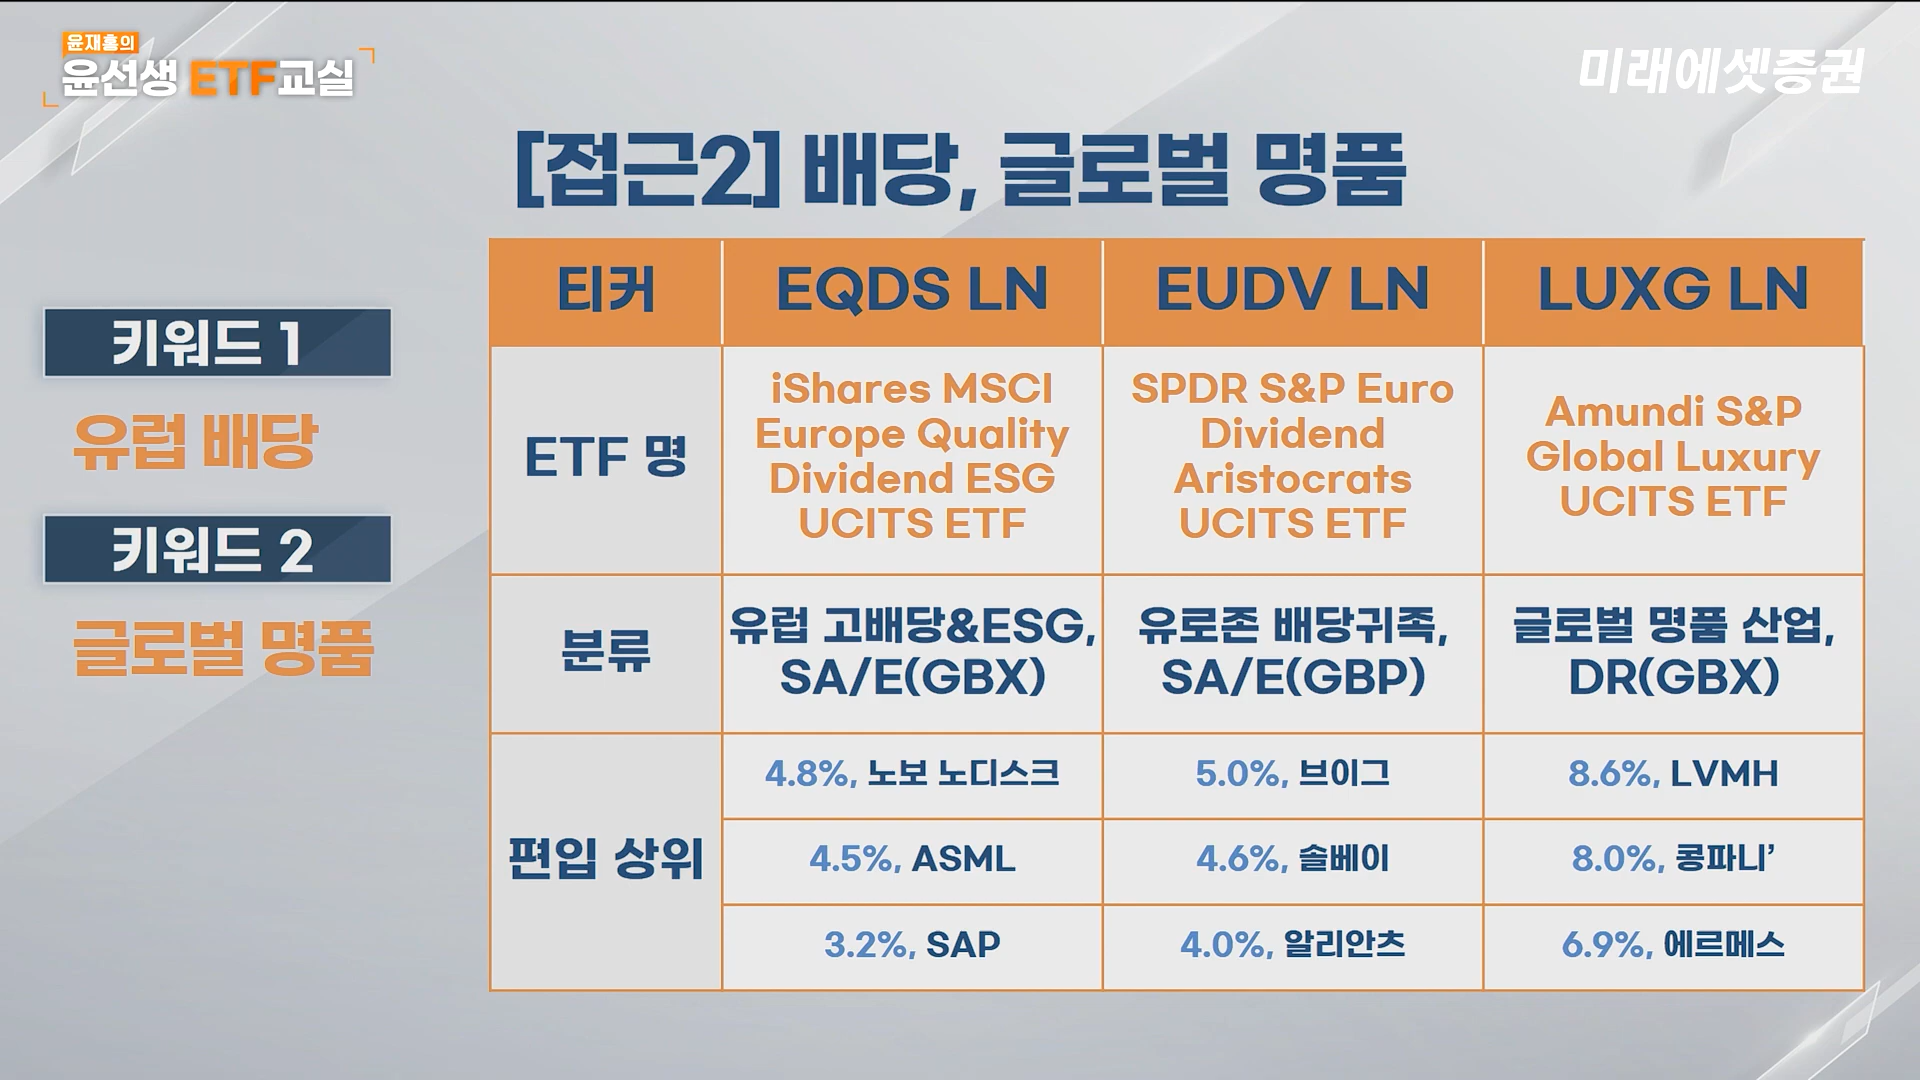 윤재홍의
윤선생 ETF교실
미래에셋증권
[접근2] 배당, 글로벌 명품
키워드 1
유럽 배당
키워드 2
글로벌 명품
티커
EQDS LN
EUDV LN
LUXG LN
ETF 명
iShares MSCI
Europe Quality
Dividend ESG
UCITS ETF
SPDR S&P Euro
Dividend
Aristocrats
UCITS ETF
Amundi S&P
Global Luxury
UCITS ETF
분류
유럽 고배당&ESG,
SA/E(GBX)
유로존 배당귀족,
SA/E(GBP)
글로벌 명품 산업,
DR(GBX)
편입 상위
4.8%, 노보 노디스크
5.0%, 브이그
8.6%, LVMH
4.5%, ASML
4.6%, 솔베이
8.0%, 콩파니’
3.2%, SAP
4.0%, 알리안츠
6.9%, 에르메스